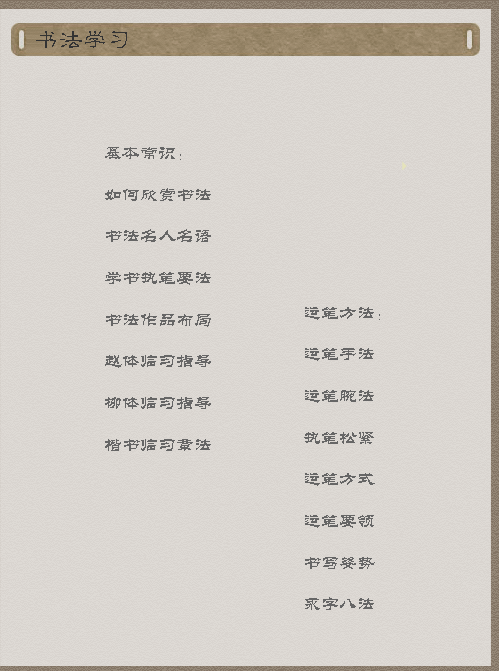 书法学习
基本常识：
如何欣赏书法
书法名人名语
学书执笔要法
书法作品布局
赵体临习指导
柳体临习指导
楷书临习章法
运笔方法：
运笔手法
运笔腕法
执笔松紧
运笔方式
运笔要领
书写姿势
永字八法